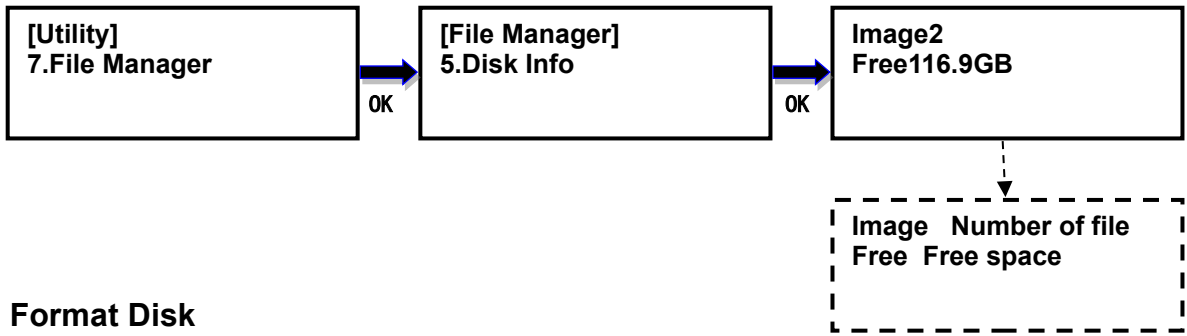 [Utility]
7.File Manager
OK
[File Manager]
5.Disk Info
OK
Image2
Free116.9GB
Image   Number of file
Free  Free space
Format Disk